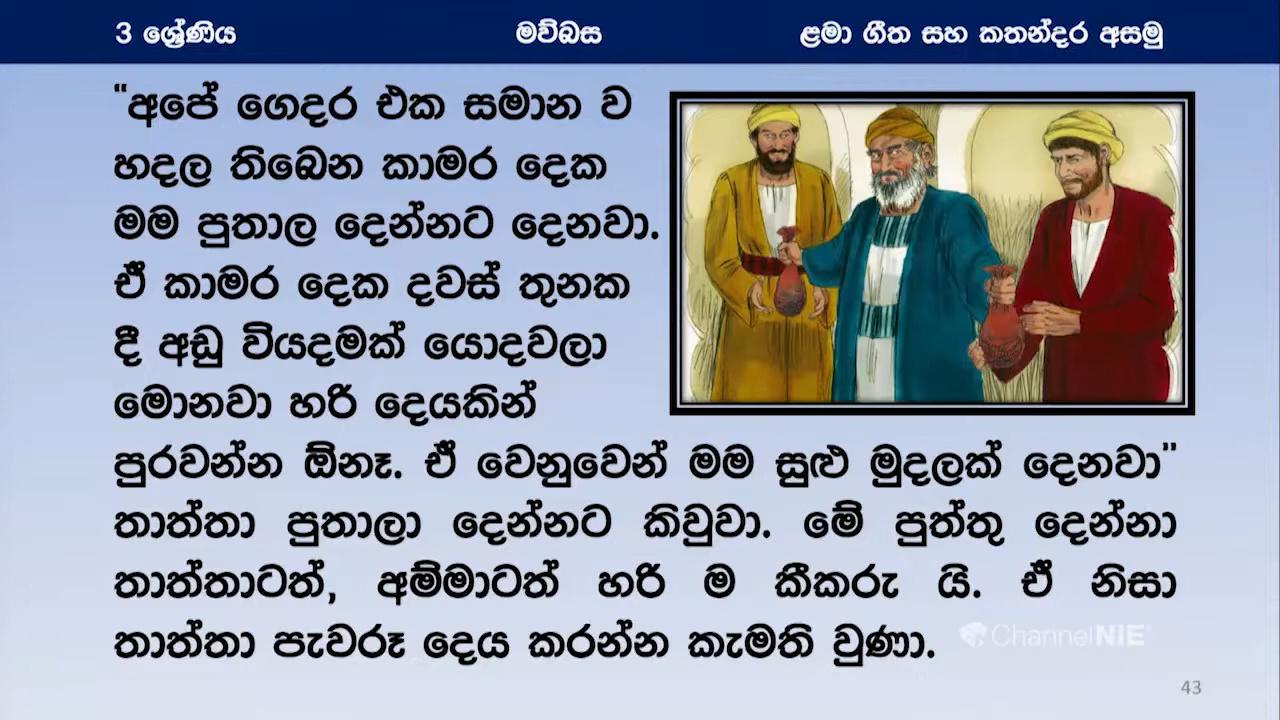 3 ශ්‍රේණිය මව්බස ළමා ගීත සහ කතන්දර අසමු
“අපේ ගෙදර එක සමාන ව
හදල තිබෙන කාමර දෙක
මම පුතාල දෙන්නට දෙනවා.
ඒ කාමර දෙක දවස් තුනක
දී අඩු වියදමක් යොදවලා
මොනවා හරි දෙයකින්
පුරවන්න ඕනෑ. ඒ වෙනුවෙන් මම සුළු මුදලක් දෙනවා”
තාත්තා පුතාලා දෙන්නට කිවුවා. මේ පුත්තු දෙන්නා
තාත්තාටත්, අම්මාටත් හරි ම කීකරු යි. ඒ නිසා
තාත්තා පැවරූ දෙය කරන්න කැමති වුණා.
Channel NIE
43